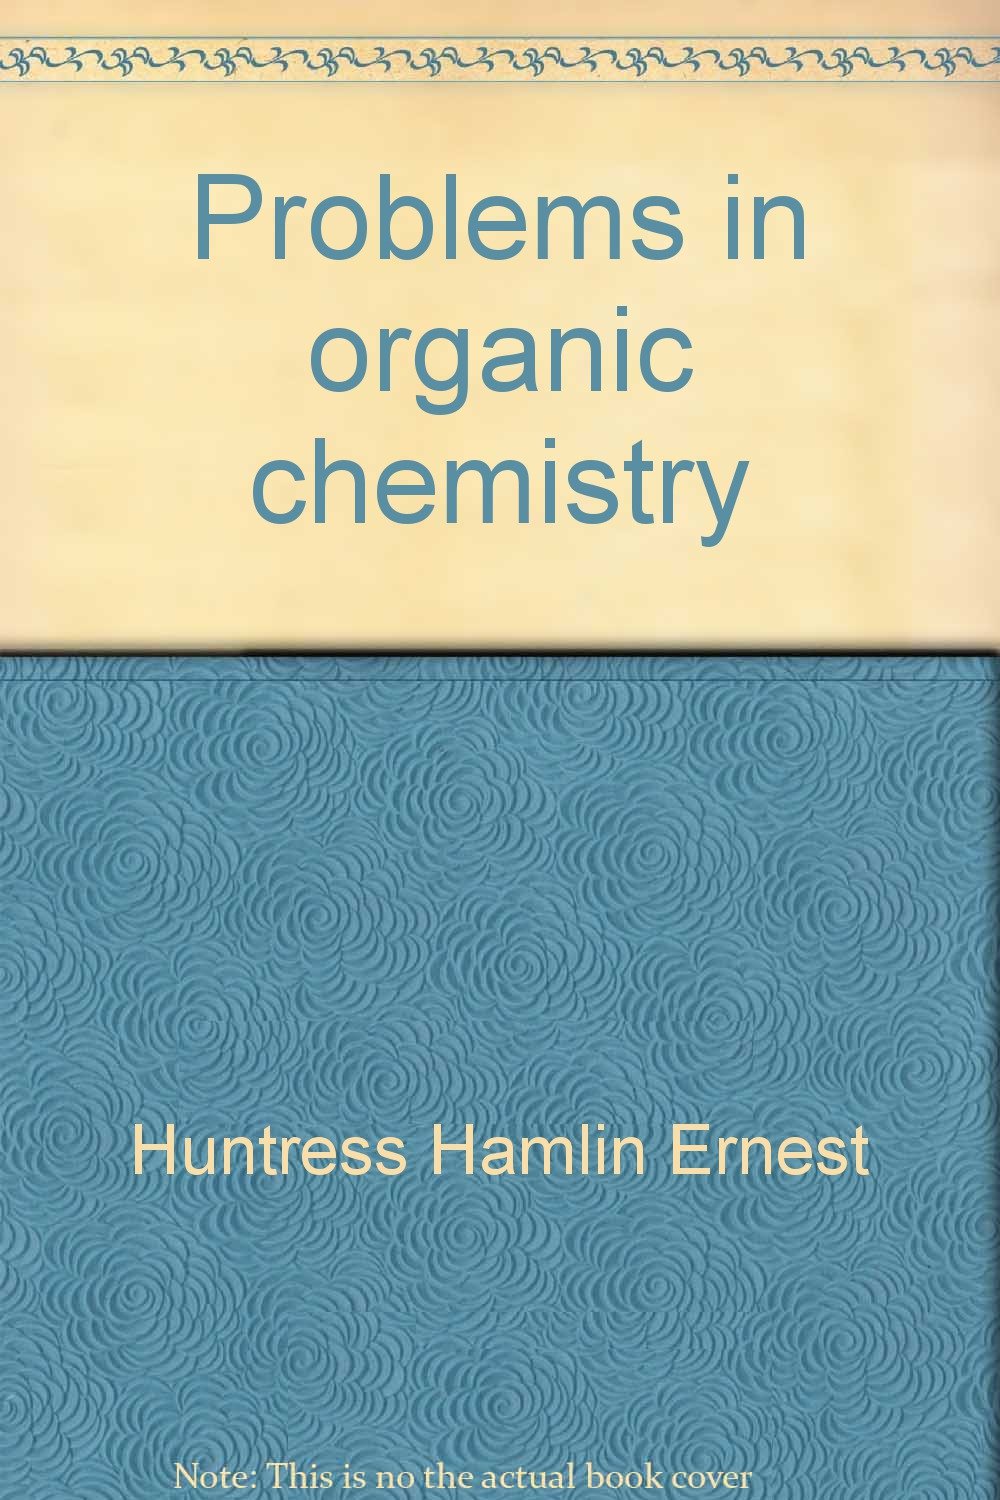 Problems in
organic
chemistry
Huntress Hamlin Ernest
Note: This is no the actual book cover